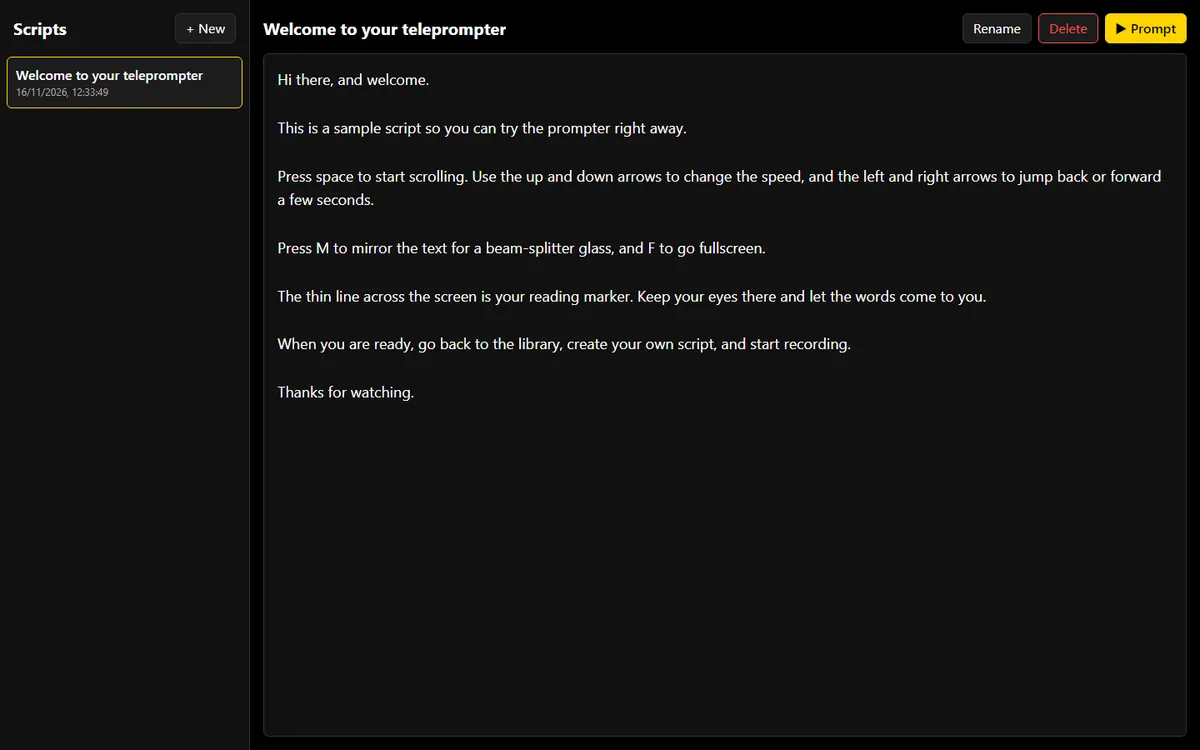 Scripts
+ New
Welcome to your teleprompter
16/11/2026, 12:33:49
Welcome to your teleprompter
Rename
Delete
▶ Prompt
Hi there, and welcome.
This is a sample script so you can try the prompter right away.
Press space to start scrolling. Use the up and down arrows to change the speed, and the left and right arrows to jump back or forward
a few seconds.
Press M to mirror the text for a beam-splitter glass, and F to go fullscreen.
The thin line across the screen is your reading marker. Keep your eyes there and let the words come to you.
When you are ready, go back to the library, create your own script, and start recording.
Thanks for watching.